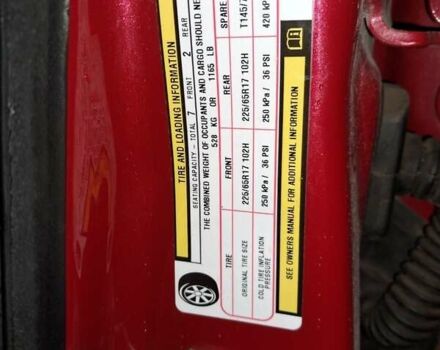 TIRE AND LOADING INFORMATION
SEATING CAPACITY - TOTAL 7 FRONT 2 REAR
THE COMBINED WEIGHT OF OCCUPANTS AND CARGO SHOULD NE
528 KG OR 1165 LB
TIRE FRONT REAR SPARE
ORIGINAL TIRE SIZE 225/65R17 102H 225/65R17 102H T145/7
COLD TIRE INFLATION PRESSURE 250 kPa / 36 PSI 250 kPa / 36 PSI 420 kP
SEE OWNERS MANUAL FOR ADDITIONAL INFORMATION